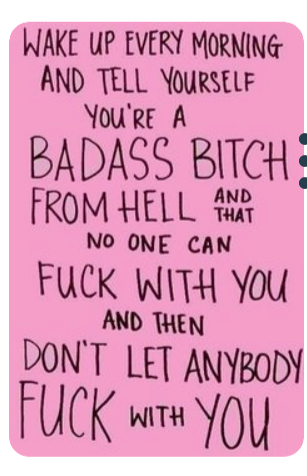 WAKE UP EVERY MORNING
AND TELL YOURSELF
YOU'RE A
BADASS BITCH
FROM HELL AND THAT
NO ONE CAN
FUCK WITH YOU
AND THEN
DON'T LET ANYBODY
FUCK WITH YOU